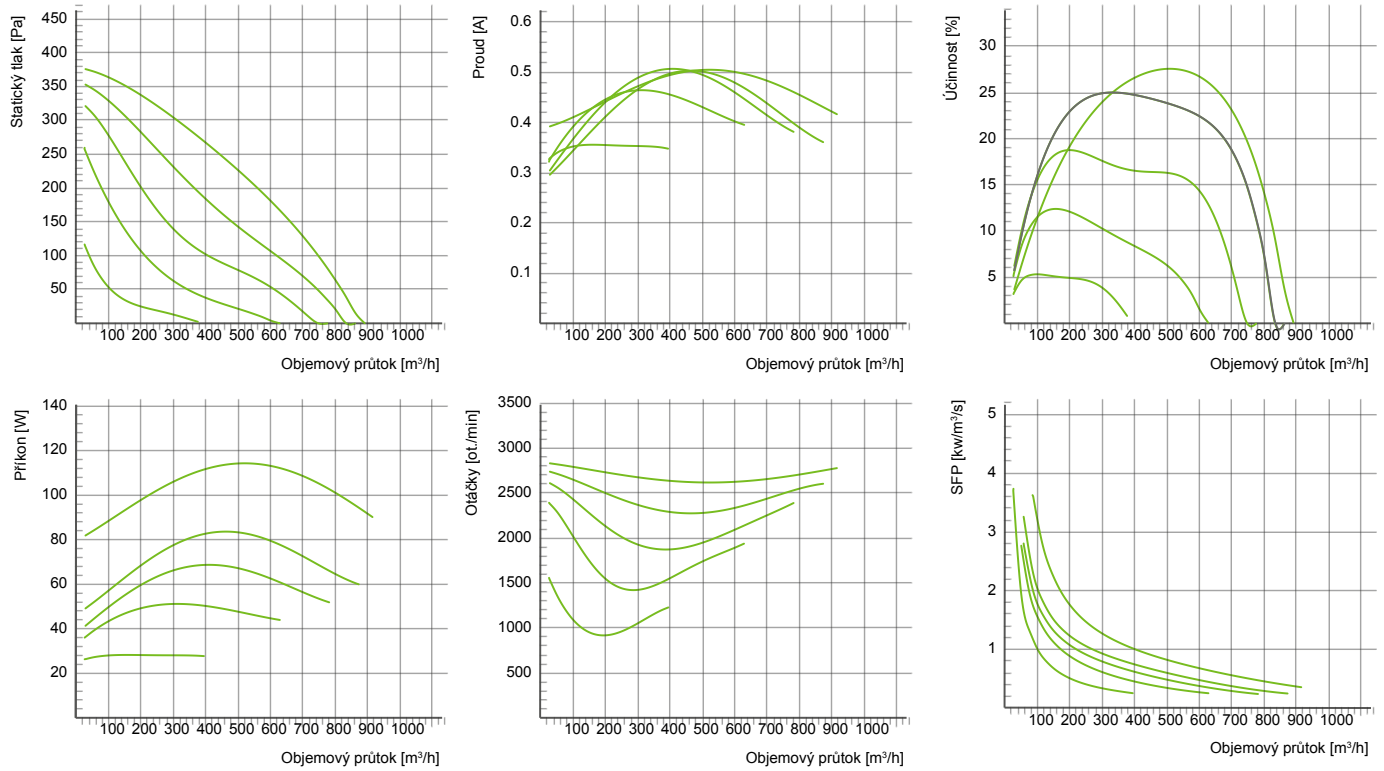 Statický tlak [Pa]
450
400
350
300
250
200
150
100
50
100 200 300 400 500 600 700 800 900 1000
Objemový průtok [m³/h]
Proud [A]
0.6
0.5
0.4
0.3
0.2
0.1
100 200 300 400 500 600 700 800 900 1000
Objemový průtok [m³/h]
Účinnost [%]
30
25
20
15
10
5
100 200 300 400 500 600 700 800 900 1000
Objemový průtok [m³/h]
Příkon [W]
140
120
100
80
60
40
20
100 200 300 400 500 600 700 800 900 1000
Objemový průtok [m³/h]
Otáčky [ot./min]
3500
3000
2500
2000
1500
1000
500
100 200 300 400 500 600 700 800 900 1000
Objemový průtok [m³/h]
SFP [kw/m³/s]
5
4
3
2
1
100 200 300 400 500 600 700 800 900 1000
Objemový průtok [m³/h]